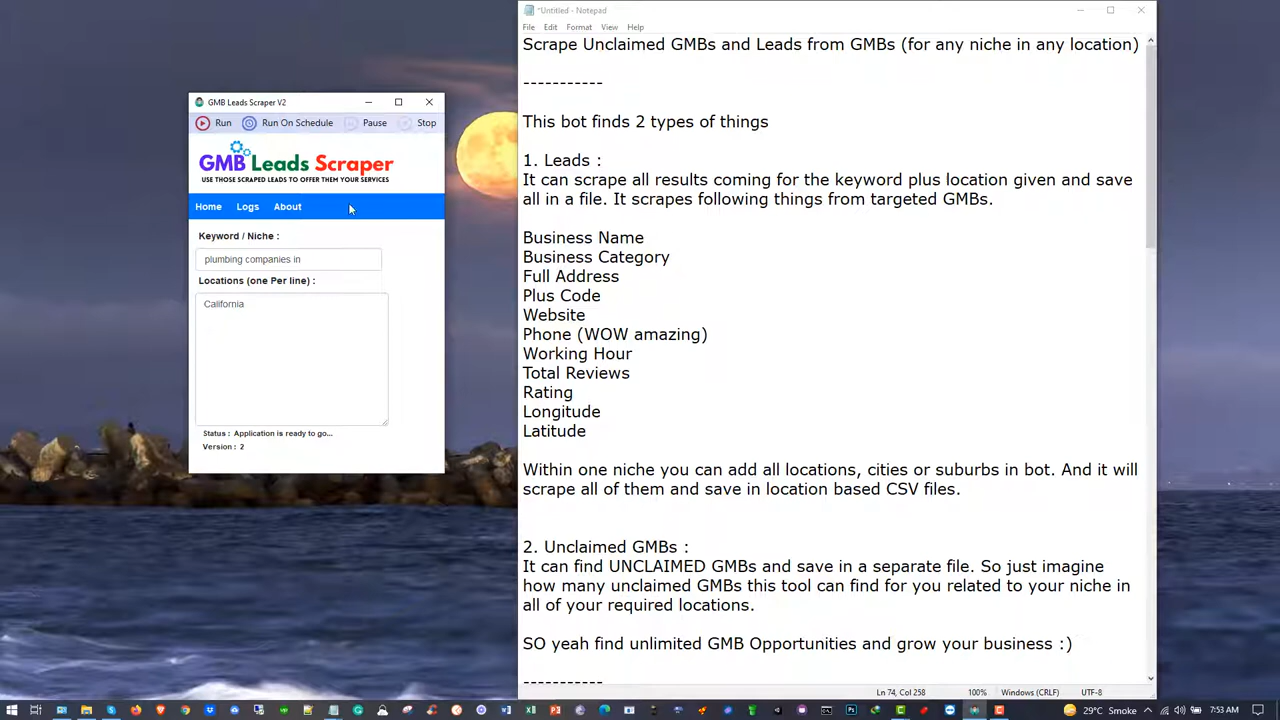 GMB Leads Scraper V2
Run Run On Schedule Pause Stop
GMB Leads Scraper
USE THOSE SCRAPED LEADS TO OFFER THEM YOUR SERVICES
Home Logs About
Keyword / Niche :
plumbing companies in
Locations (one Per line) :
California
Status : Application is ready to go...
Version : 2
*Untitled - Notepad
File Edit Format View Help
Scrape Unclaimed GMBs and Leads from GMBs (for any niche in any location)
-----------
This bot finds 2 types of things
1. Leads :
It can scrape all results coming for the keyword plus location given and save
all in a file. It scrapes following things from targeted GMBs.
Business Name
Business Category
Full Address
Plus Code
Website
Phone (WOW amazing)
Working Hour
Total Reviews
Rating
Longitude
Latitude
Within one niche you can add all locations, cities or suburbs in bot. And it will
scrape all of them and save in location based CSV files.
2. Unclaimed GMBs :
It can find UNCLAIMED GMBs and save in a separate file. So just imagine
how many unclaimed GMBs this tool can find for you related to your niche in
all of your required locations.
SO yeah find unlimited GMB Opportunities and grow your business :)
-----------
Ln 74, Col 258 100% Windows (CRLF) UTF-8
29°C Smoke 7:53 AM